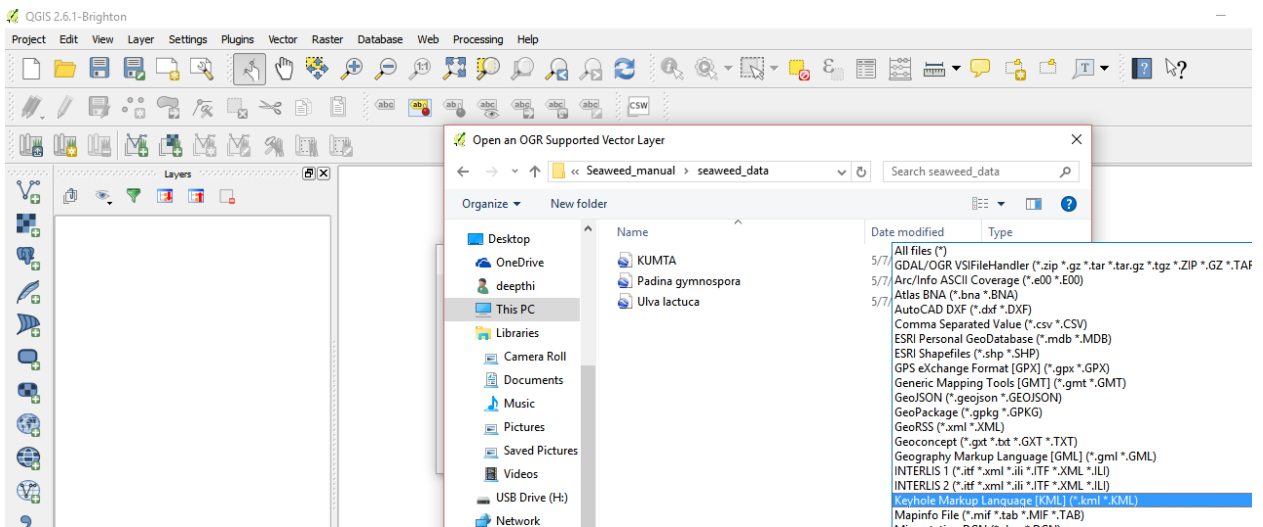 QGIS 2.6.1-Brighton
Project Edit View Layer Settings Plugins Vector Raster Database Web Processing Help
1:1 T ? ?
abc abc abc abc abc abc abc CSW
Open an OGR Supported Vector Layer
Layers
« Seaweed_manual › seaweed_data
Search seaweed_data
Organize New folder ?
Name Date modified Type
Desktop
OneDrive
deepthi
This PC
Libraries
Camera Roll
Documents
Music
Pictures
Saved Pictures
Videos
USB Drive (H:)
Network
KUMTA 5/7/
Padina gymnospora 5/7/
Ulva lactuca 5/7/
All files (*)
GDAL/OGR VSIFileHandler (*.zip *.gz *.tar *.tar.gz *.tgz *.ZIP *.GZ *.TAR
Arc/Info ASCII Coverage (*.e00 *.E00)
Atlas BNA (*.bna *.BNA)
AutoCAD DXF (*.dxf *.DXF)
Comma Separated Value (*.csv *.CSV)
ESRI Personal GeoDatabase (*.mdb *.MDB)
ESRI Shapefiles (*.shp *.SHP)
GPS eXchange Format [GPX] (*.gpx *.GPX)
Generic Mapping Tools [GMT] (*.gmt *.GMT)
GeoJSON (*.geojson *.GEOJSON)
GeoPackage (*.gpkg *.GPKG)
GeoRSS (*.xml *.XML)
Geoconcept (*.gxt *.txt *.GXT *.TXT)
Geography Markup Language [GML] (*.gml *.GML)
INTERLIS 1 (*.itf *.xml *.ili *.ITF *.XML *.ILI)
INTERLIS 2 (*.itf *.xml *.ili *.ITF *.XML *.ILI)
Keyhole Markup Language [KML] (*.kml *.KML)
Mapinfo File (*.mif *.tab *.MIF *.TAB)